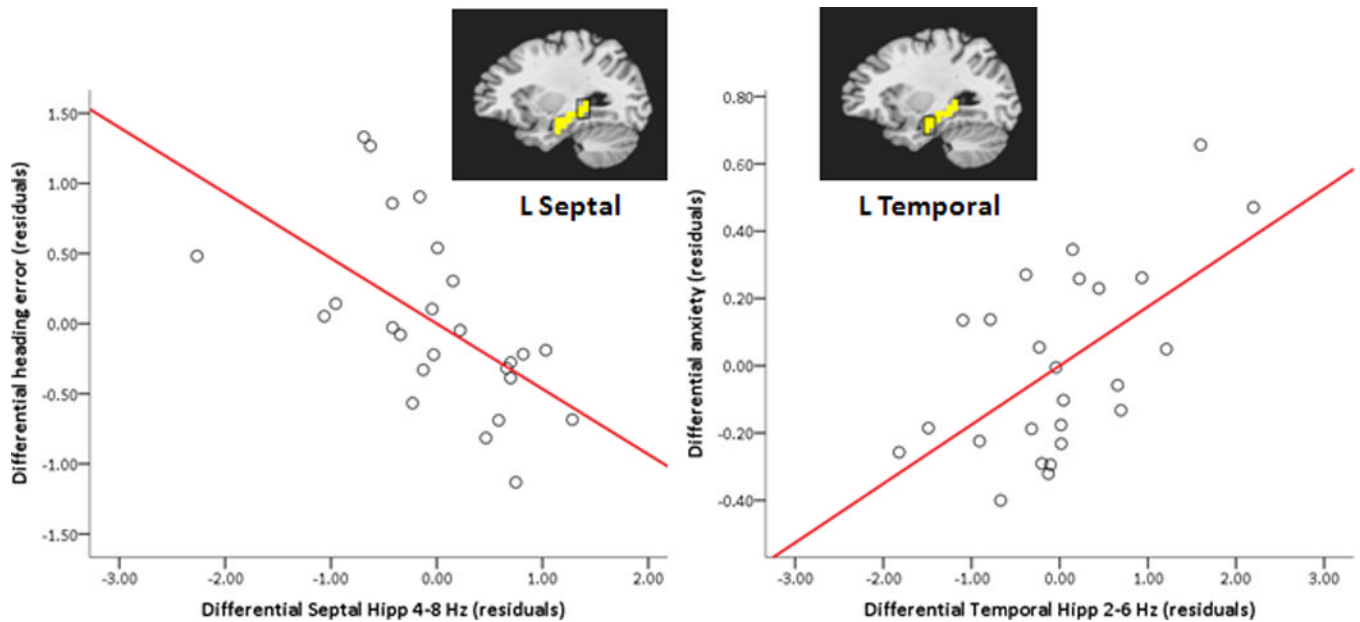 L Septal
Differential heading error (residuals)
1.50
1.00
0.50
0.00
-0.50
-1.00
-1.50
-3.00 -2.00 -1.00 0.00 1.00 2.00
Differential Septal Hipp 4-8 Hz (residuals)
L Temporal
Differential anxiety (residuals)
0.80
0.60
0.40
0.20
0.00
-0.20
-0.40
-3.00 -2.00 -1.00 0.00 1.00 2.00 3.00
Differential Temporal Hipp 2-6 Hz (residuals)